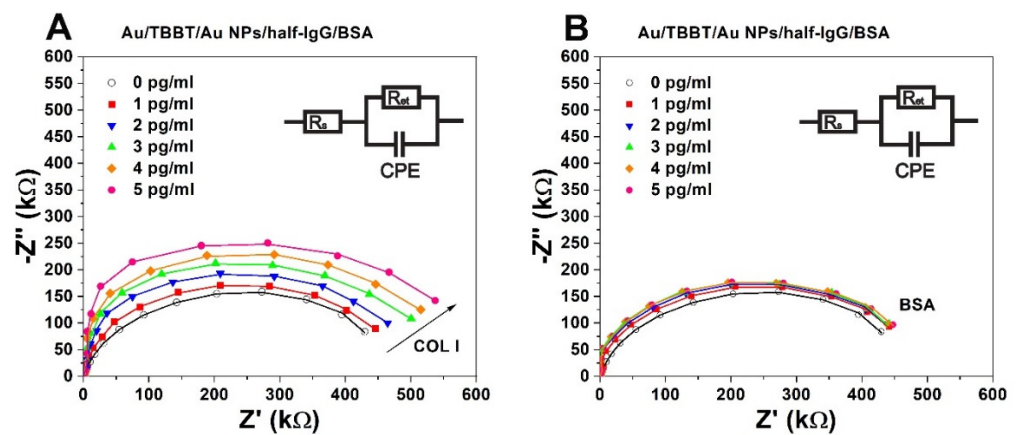 A
Au/TBBT/Au NPs/half-IgG/BSA
600
550
500
450
400
350
300
250
200
150
100
50
0
-Z" (kΩ)
0 pg/ml
1 pg/ml
2 pg/ml
3 pg/ml
4 pg/ml
5 pg/ml
Rs
Ret
CPE
COL I
0 100 200 300 400 500 600
Z' (kΩ)
B
Au/TBBT/Au NPs/half-IgG/BSA
600
550
500
450
400
350
300
250
200
150
100
50
0
-Z" (kΩ)
0 pg/ml
1 pg/ml
2 pg/ml
3 pg/ml
4 pg/ml
5 pg/ml
Rs
Ret
CPE
BSA
0 100 200 300 400 500 600
Z' (kΩ)